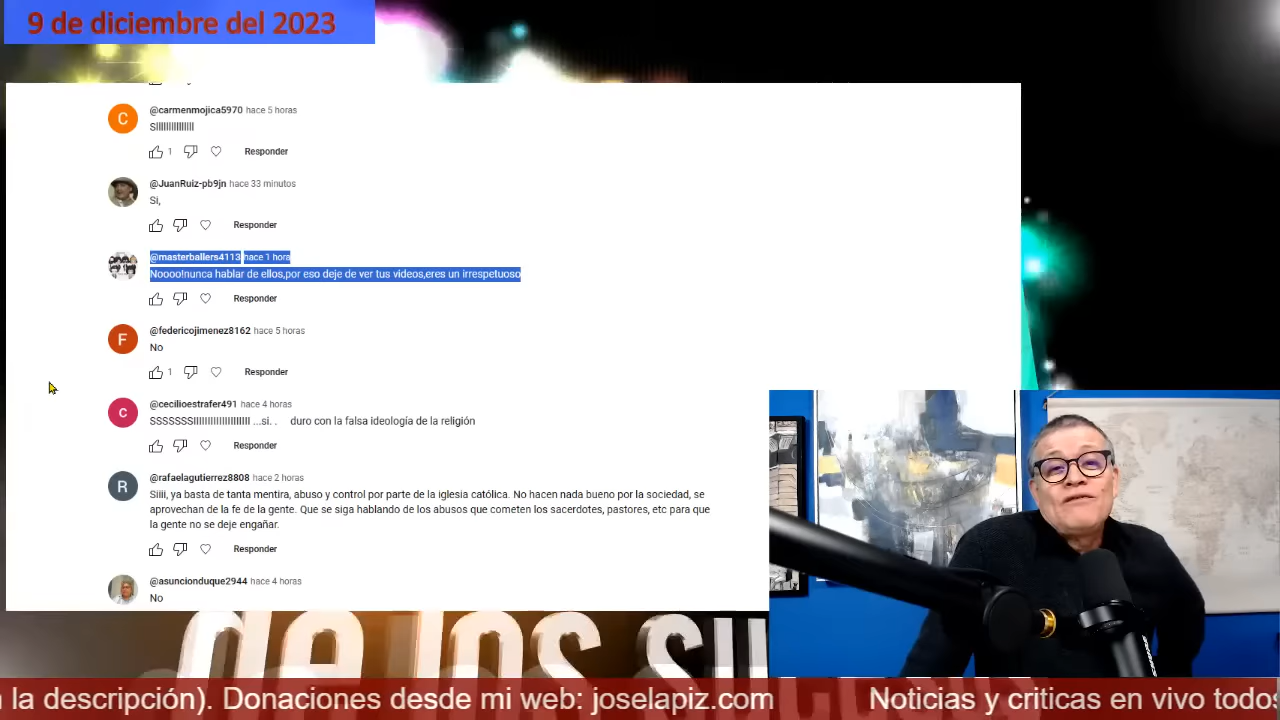 9 de diciembre del 2023
@carmenmojica5970 hace 5 horas
1
Responder
@JuanRuiz-pb9jn hace 33 minutos
Si,
Responder
@masterballers4113 hace 1 hora
Noooo!nunca hablar de ellos,por eso deje de ver tus videos,eres un irrespetuoso
Responder
F
@federicojimenez8162 hace 5 horas
No
1
Responder
C
@cecilioestrafer491 hace 4 horas
...si. . duro con la falsa ideología de la religión
Responder
R
@rafaelagutierrez8808 hace 2 horas
Siiii, ya basta de tanta mentira, abuso y control por parte de la iglesia católica. No hacen nada bueno por la sociedad, se
aprovechan de la fe de la gente. Que se siga hablando de los abusos que cometen los sacerdotes, pastores, etc para que
la gente no se deje engañar.
Responder
@asuncionduque2944 hace 4 horas
No
de los
la descripción). Donaciones desde mi web: joselapiz.com Noticias y criticas en vivo